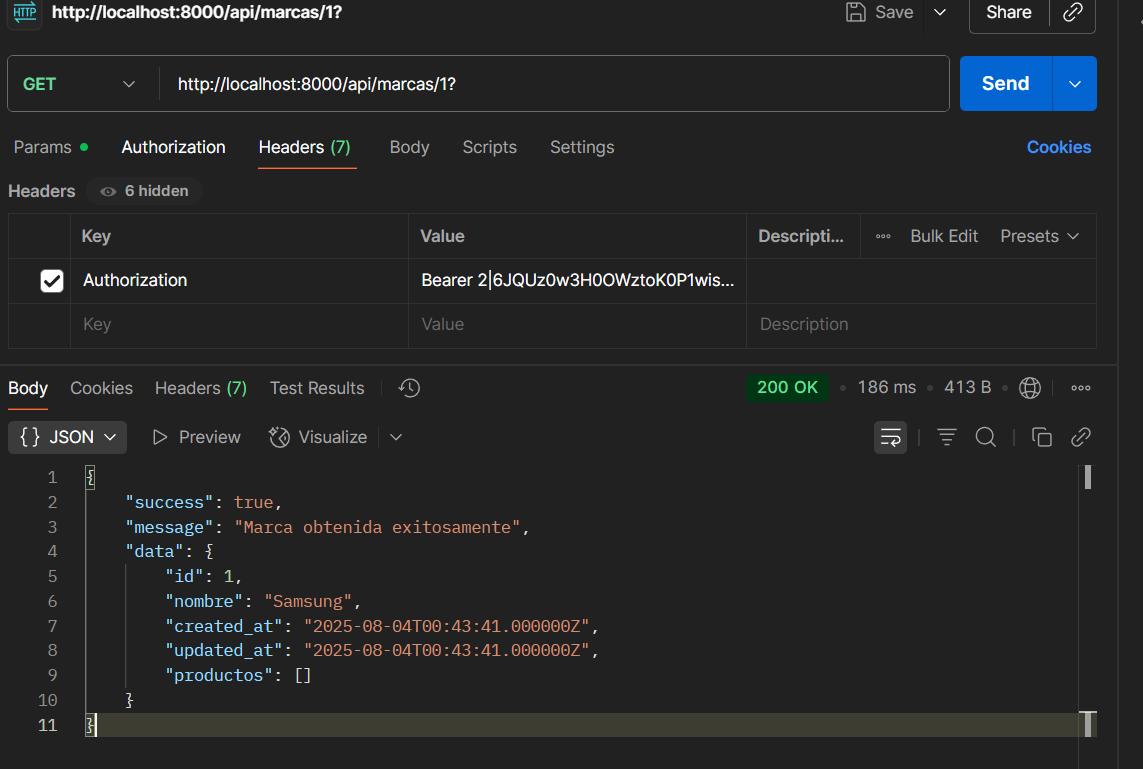 HTTP http://localhost:8000/api/marcas/1? Save Share
GET http://localhost:8000/api/marcas/1? Send
Params Authorization Headers (7) Body Scripts Settings Cookies
Headers 6 hidden
Key Value Descripti... Bulk Edit Presets
Authorization Bearer 2|6JQUz0w3H0OWztoK0P1wis...
Key Value Description
Body Cookies Headers (7) Test Results 200 OK 186 ms 413 B
{} JSON Preview Visualize
1 {
2 "success": true,
3 "message": "Marca obtenida exitosamente",
4 "data": {
5 "id": 1,
6 "nombre": "Samsung",
7 "created_at": "2025-08-04T00:43:41.000000Z",
8 "updated_at": "2025-08-04T00:43:41.000000Z",
9 "productos": []
10 }
11 }